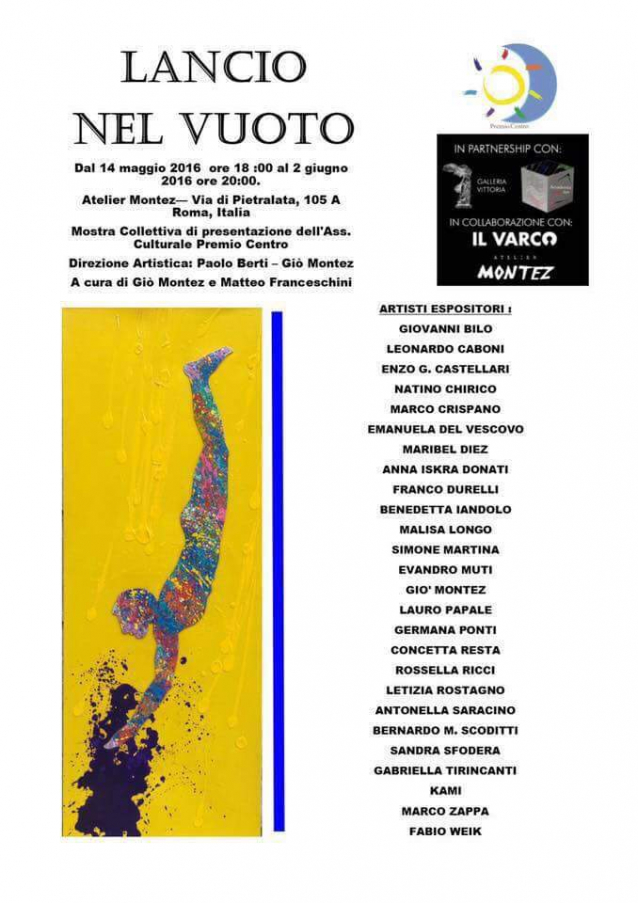 LANCIO
NEL VUOTO
Dal 14 maggio 2016 ore 18 :00 al 2 giugno
2016 ore 20:00.
Atelier Montez— Via di Pietralata, 105 A
Roma, Italia
Mostra Collettiva di presentazione dell'Ass.
Culturale Premio Centro
Direzione Artistica: Paolo Berti – Giò Montez
A cura di Giò Montez e Matteo Franceschini
Premio Centro
IN PARTNERSHIP CON:
GALLERIA
VITTORIA
IN COLLABORAZIONE CON:
IL VARCO
ATELIER
MONTEZ
ARTISTI ESPOSITORI :
GIOVANNI BILO
LEONARDO CABONI
ENZO G. CASTELLARI
NATINO CHIRICO
MARCO CRISPANO
EMANUELA DEL VESCOVO
MARIBEL DIEZ
ANNA ISKRA DONATI
FRANCO DURELLI
BENEDETTA IANDOLO
MALISA LONGO
SIMONE MARTINA
EVANDRO MUTI
GIO' MONTEZ
LAURO PAPALE
GERMANA PONTI
CONCETTA RESTA
ROSSELLA RICCI
LETIZIA ROSTAGNO
ANTONELLA SARACINO
BERNARDO M. SCODITTI
SANDRA SFODERA
GABRIELLA TIRINCANTI
KAMI
MARCO ZAPPA
FABIO WEIK